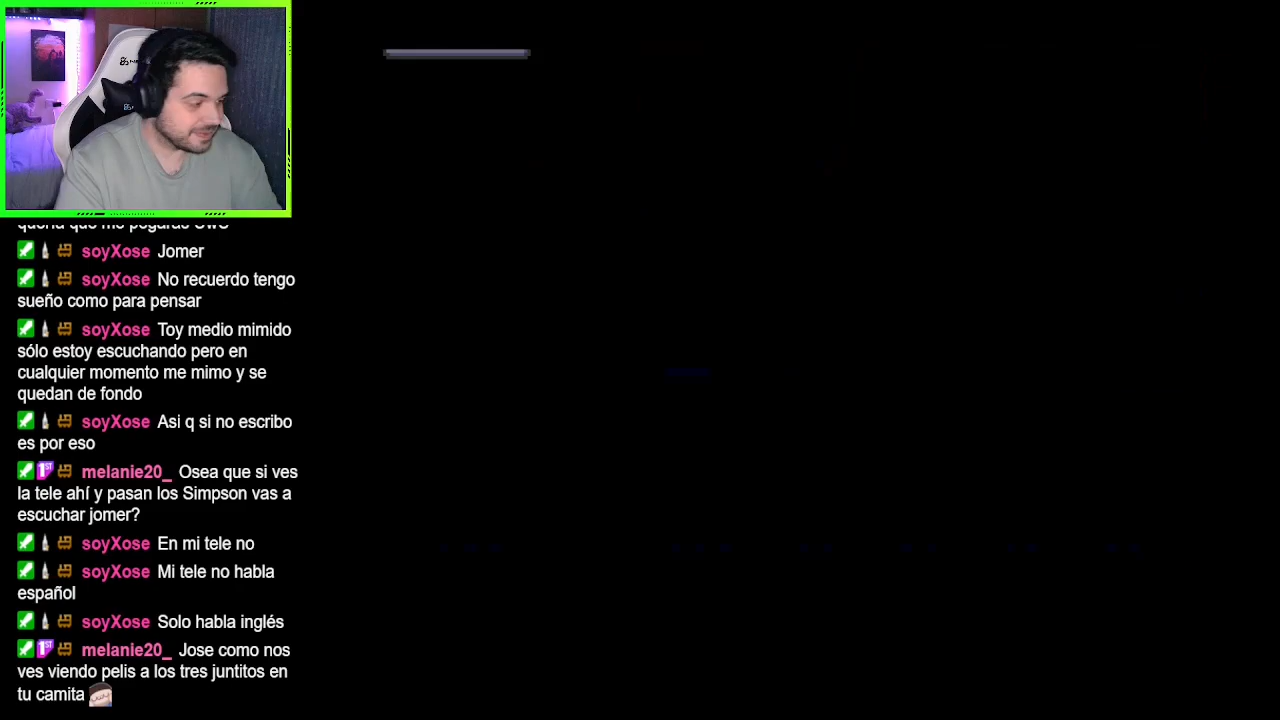 soyXose Jomer
soyXose No recuerdo tengo
sueño como para pensar
soyXose Toy medio mimido
sólo estoy escuchando pero en
cualquier momento me mimo y se
quedan de fondo
soyXose Asi q si no escribo
es por eso
melanie20_ Osea que si ves
la tele ahí y pasan los Simpson vas a
escuchar jomer?
soyXose En mi tele no
soyXose Mi tele no habla
español
soyXose Solo habla inglés
melanie20_ Jose como nos
ves viendo pelis a los tres juntitos en
tu camita